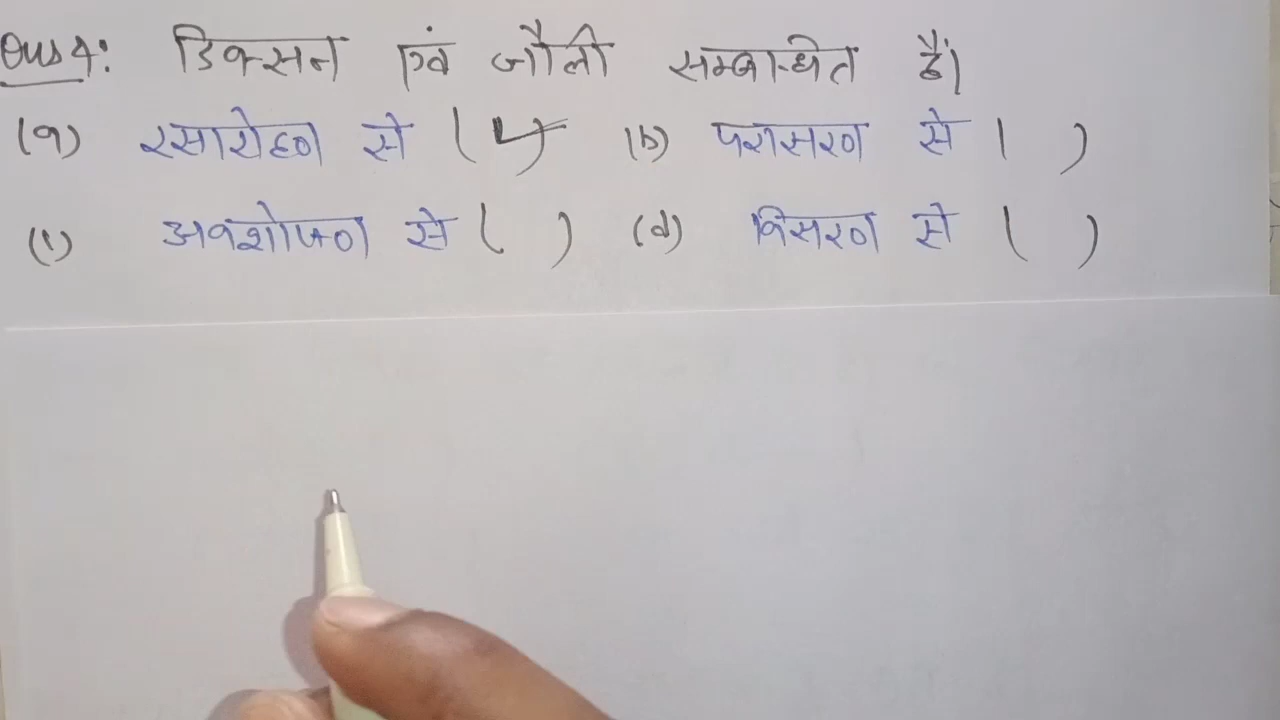 Ques 4: डिक्सन एवं जौली सम्बन्धित हैं।
(a) रसारोहण से (✓) (b) परासरण से ( )
(c) अवशोषण से ( ) (d) विसरण से ( )